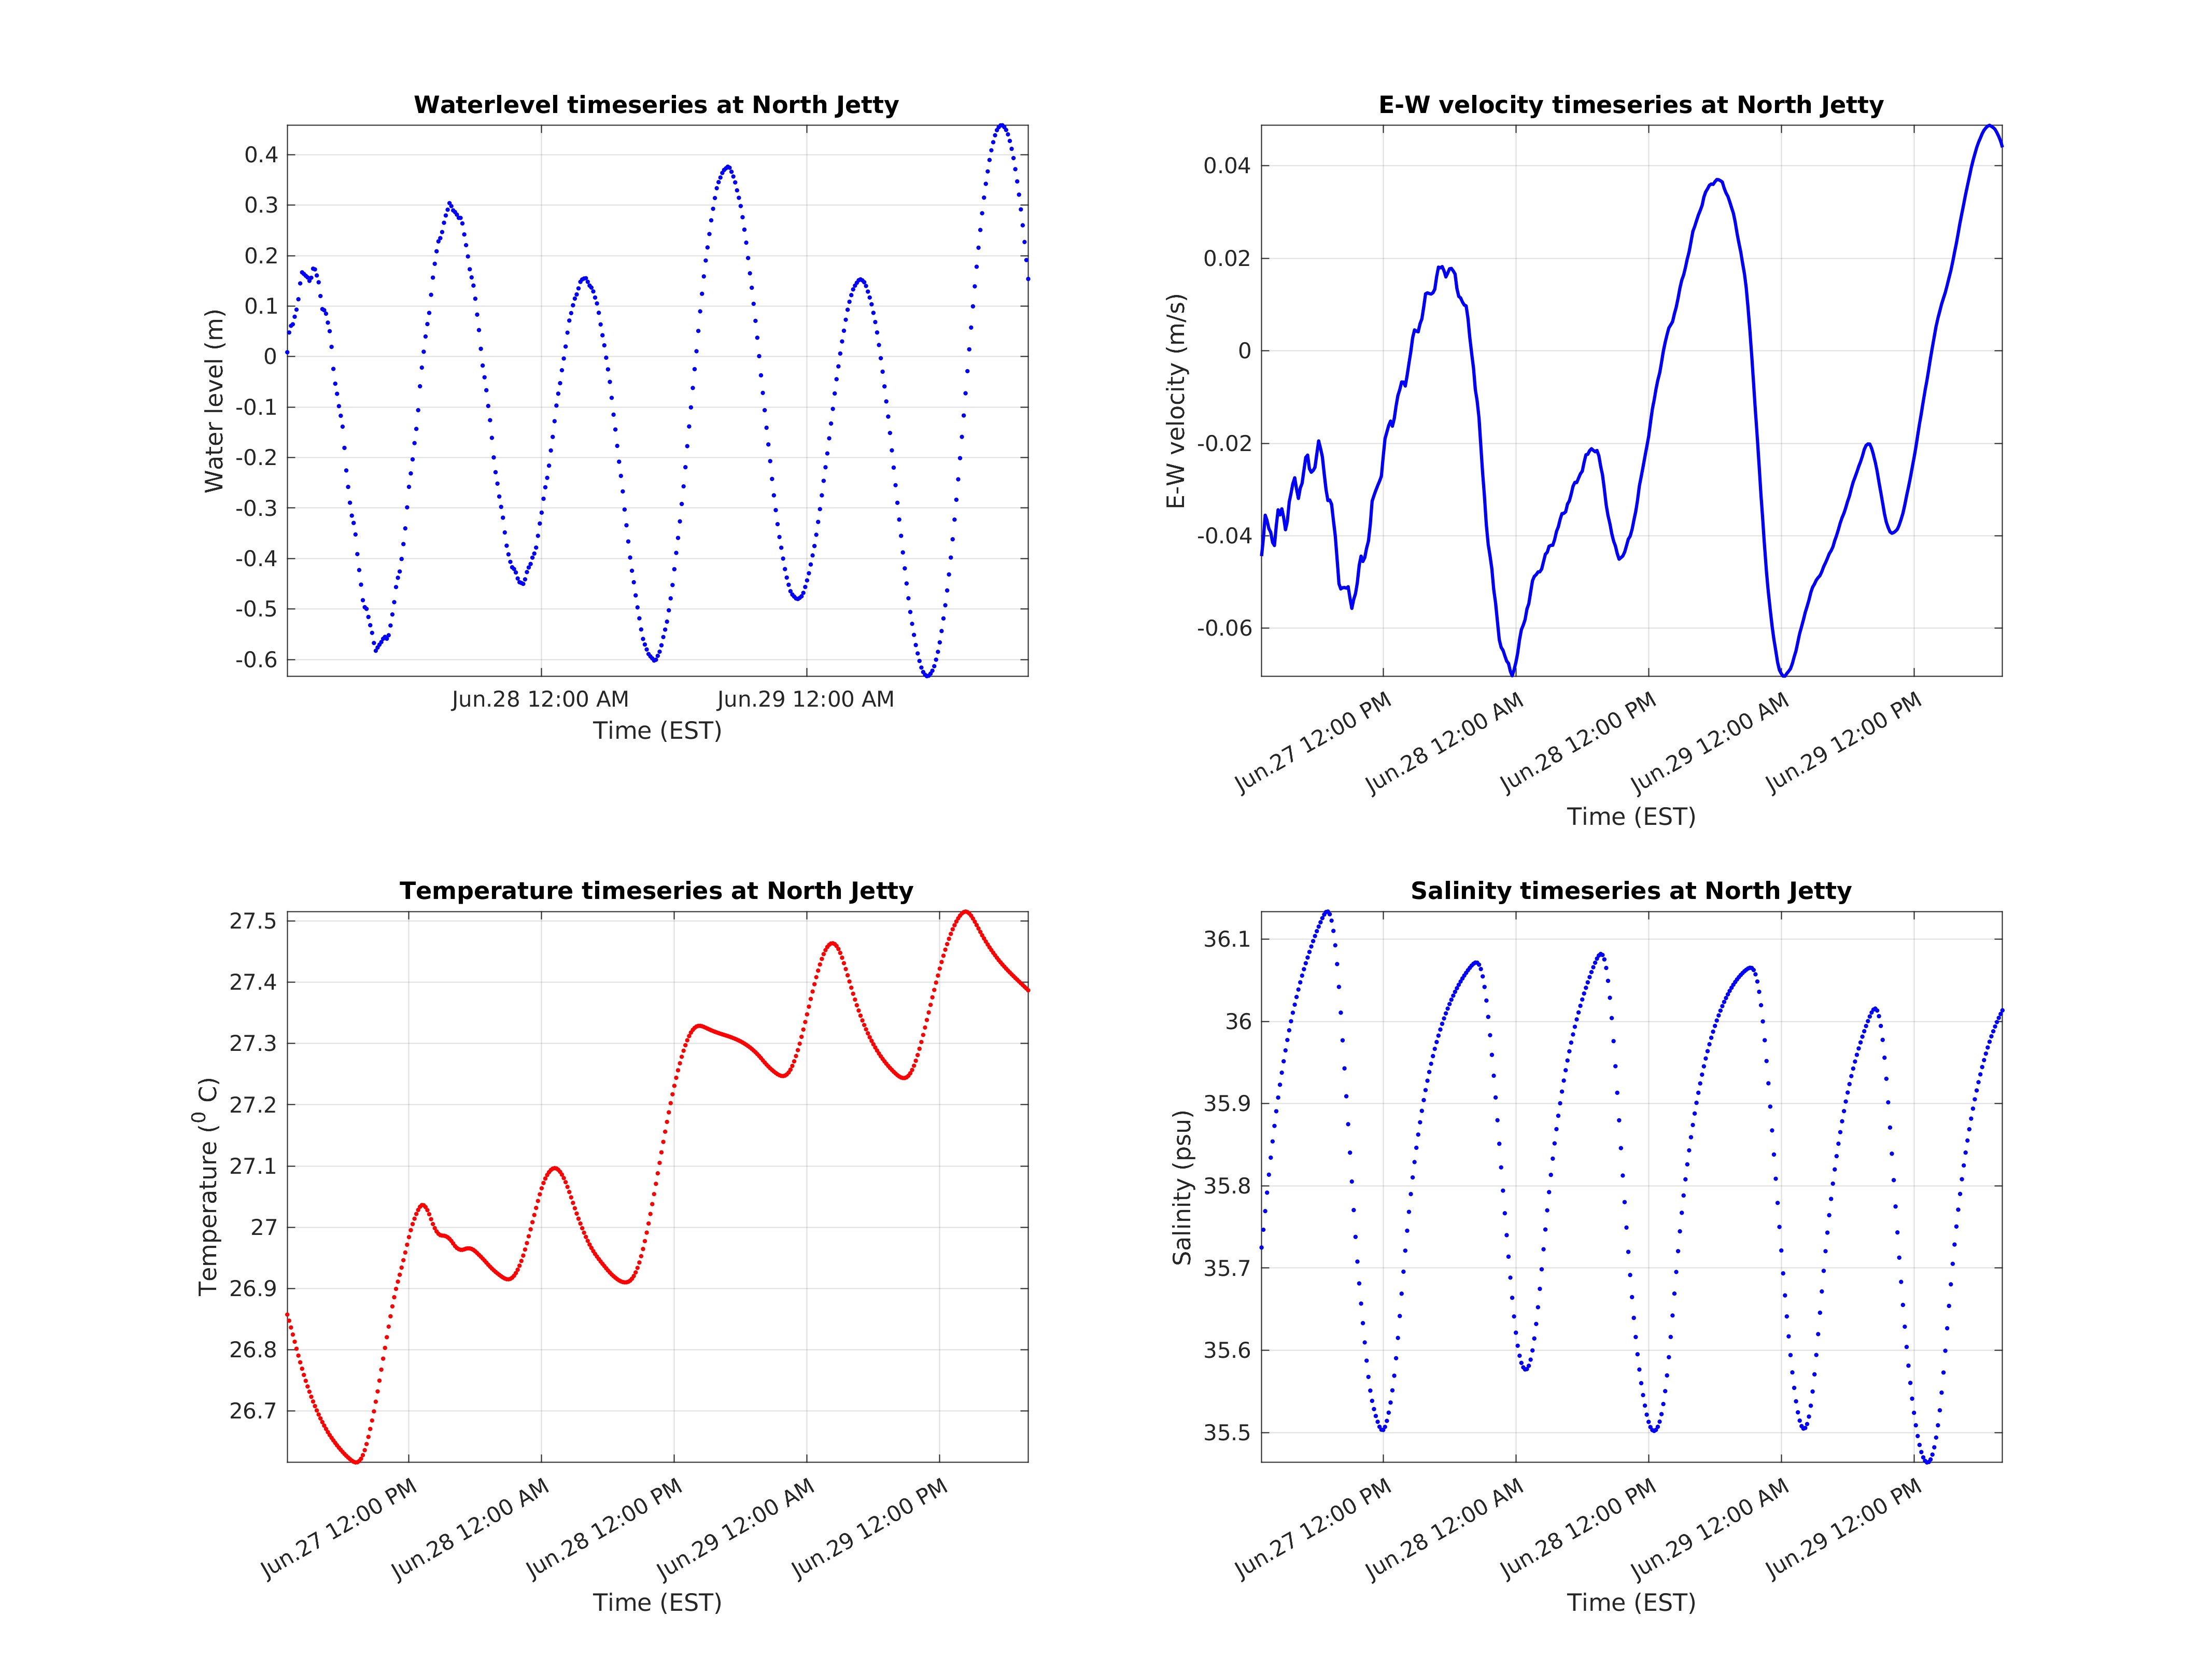 Waterlevel timeseries at North Jetty
0.4
0.3
0.2
0.1
0
-0.1
-0.2
-0.3
-0.4
-0.5
-0.6
Water level (m)
Jun.28 12:00 AM
Jun.29 12:00 AM
Time (EST)
E-W velocity timeseries at North Jetty
0.04
0.02
0
-0.02
-0.04
-0.06
E-W velocity (m/s)
Jun.27 12:00 PM
Jun.28 12:00 AM
Jun.28 12:00 PM
Jun.29 12:00 AM
Jun.29 12:00 PM
Time (EST)
Temperature timeseries at North Jetty
27.5
27.4
27.3
27.2
27.1
27
26.9
26.8
26.7
Temperature (⁰ C)
Jun.27 12:00 PM
Jun.28 12:00 AM
Jun.28 12:00 PM
Jun.29 12:00 AM
Jun.29 12:00 PM
Time (EST)
Salinity timeseries at North Jetty
36.1
36
35.9
35.8
35.7
35.6
35.5
Salinity (psu)
Jun.27 12:00 PM
Jun.28 12:00 AM
Jun.28 12:00 PM
Jun.29 12:00 AM
Jun.29 12:00 PM
Time (EST)